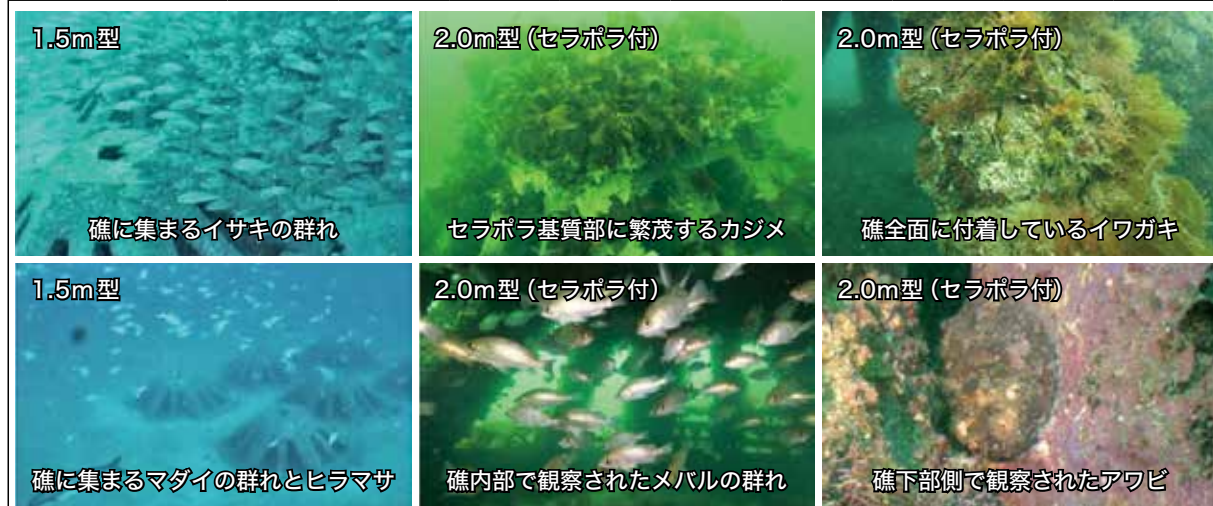 1.5m型
2.0m型（セラポラ付）
2.0m型（セラポラ付）
礁に集まるイサキの群れ
セラポラ基質部に繁茂するカジメ
礁全面に付着しているイワガキ
1.5m型
2.0m型（セラポラ付）
2.0m型（セラポラ付）
礁に集まるマダイの群れとヒラマサ
礁内部で観察されたメバルの群れ
礁下部側で観察されたアワビ